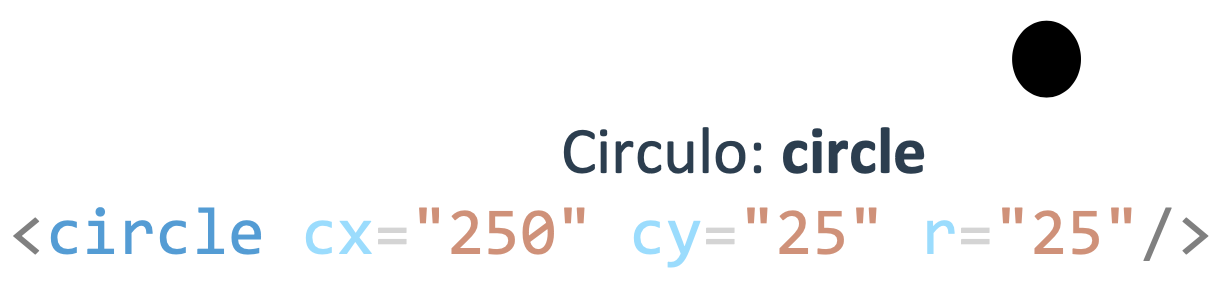 Circulo: circle
<circle cx="250" cy="25" r="25"/>